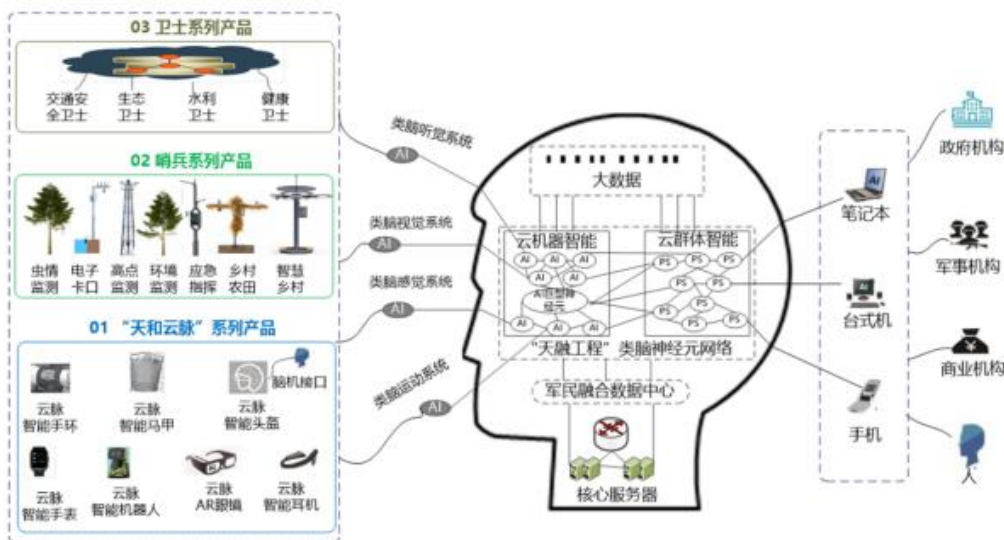 03 卫士系列产品
交通安
全卫士
生态
卫士
水利
卫士
健康
卫士
02 哨兵系列产品
虫情
监测
电子
卡口
高点
监测
环境
监测
应急
指挥
乡村
农田
智慧
乡村
01 “天和云脉”系列产品
云脉
智能手环
云脉
智能马甲
云脉
智能头盔
脑机接口
云脉
智能手表
云脉
智能机器人
云脉
AR眼镜
云脉
智能耳机
类脑听觉系统
AI
类脑视觉系统
AI
类脑感觉系统
AI
类脑运动系统
AI
大数据
云机器智能
云群体智能
AI AI AI
AI AI
AI巨型神
经元
AI AI AI
PS PS PS
PS PS
PS PS
PS PS
“天融工程”类脑神经元网络
军民融合数据中心
核心服务器
AI
笔记本
台式机
手机
政府机构
军事机构
商业机构
人